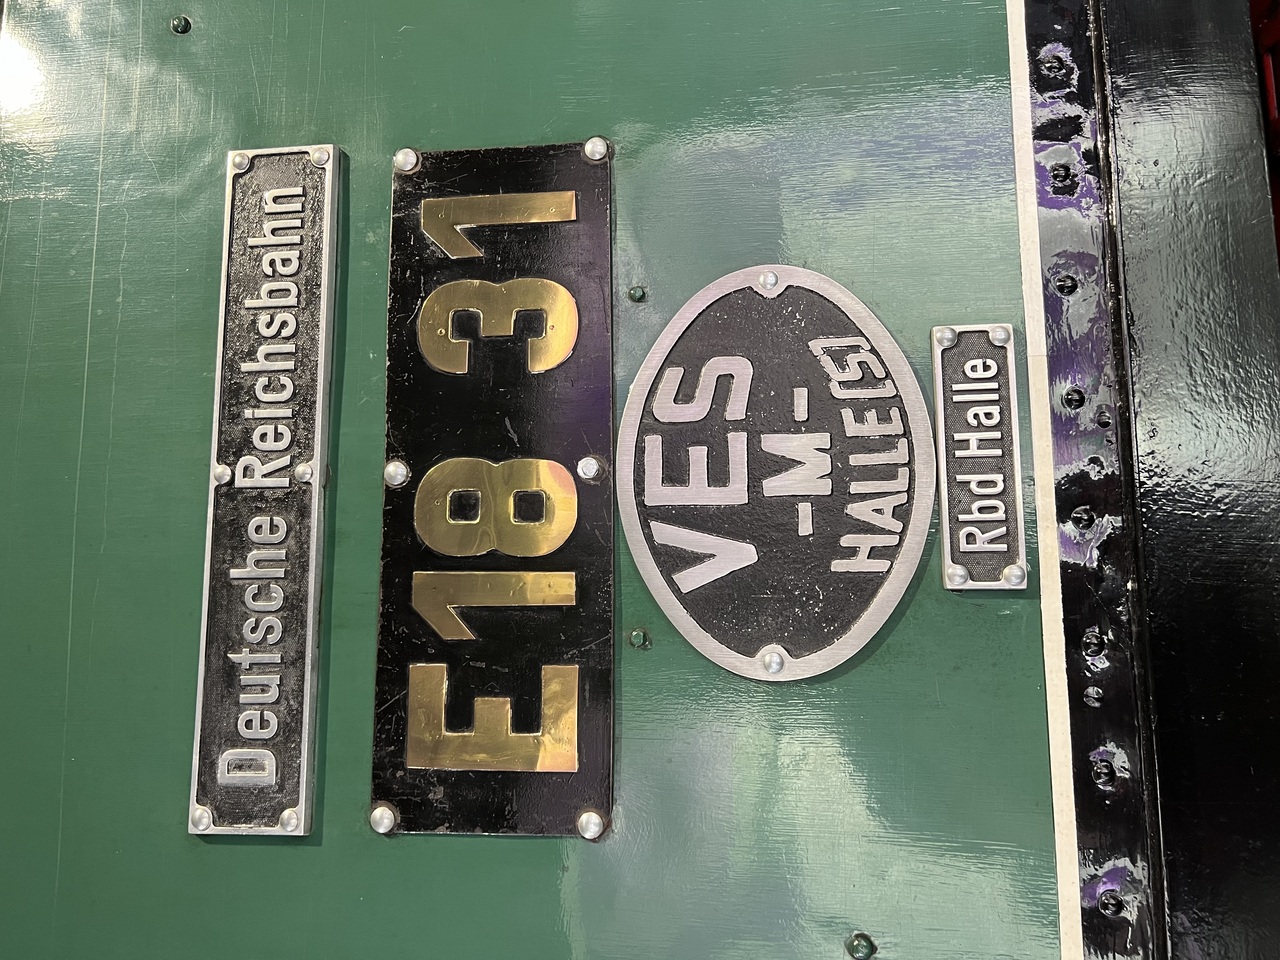 Deutsche Reichsbahn
E18 31
VES
-M-
HALLE(S)
Rbd Halle